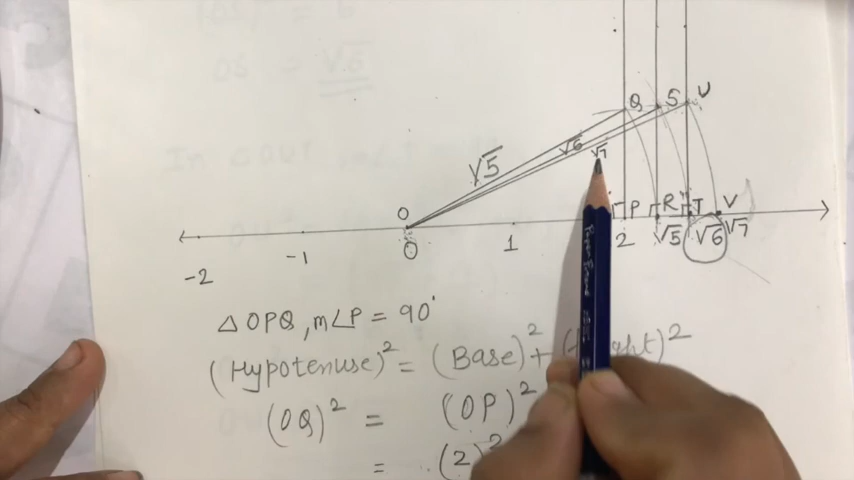 Q S U
√5 √6 √7
O P R T V
-2 -1 0 1 2 √5 √6 √7
△ OPQ, m∠P = 90°
(Hypotenuse)² = (Base)² + ( )²
(OQ)² = (OP)²
= (2)²